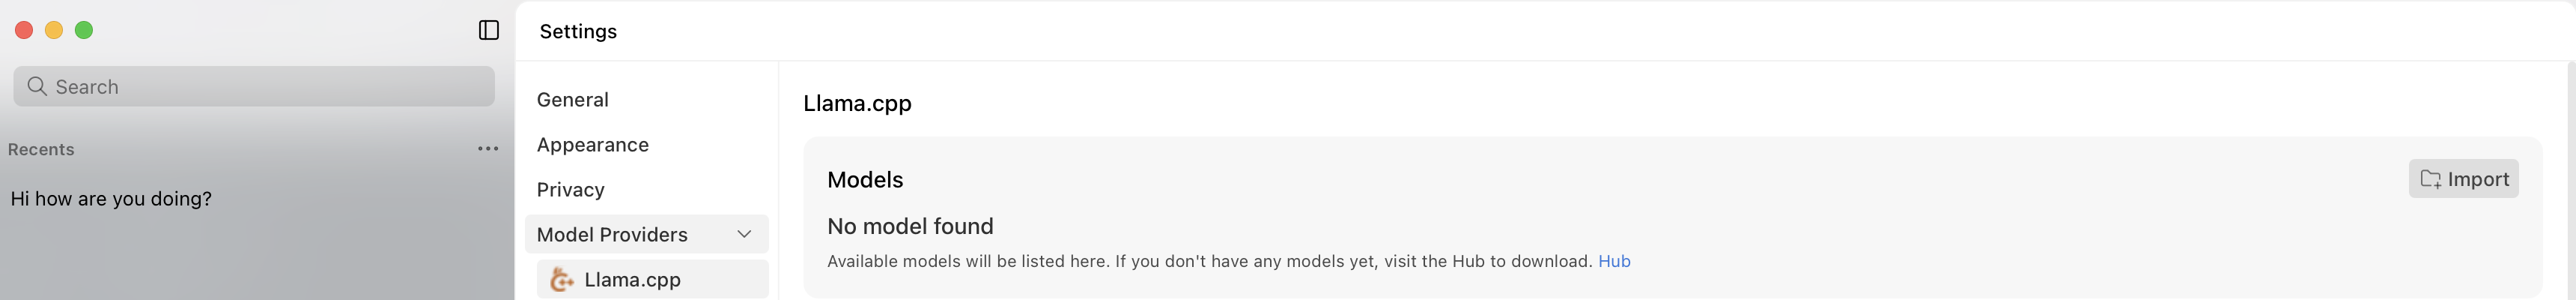 Settings
Search
Recents
Hi how are you doing?
General
Appearance
Privacy
Model Providers
Llama.cpp
Llama.cpp
Models
Import
No model found
Available models will be listed here. If you don't have any models yet, visit the Hub to download. Hub